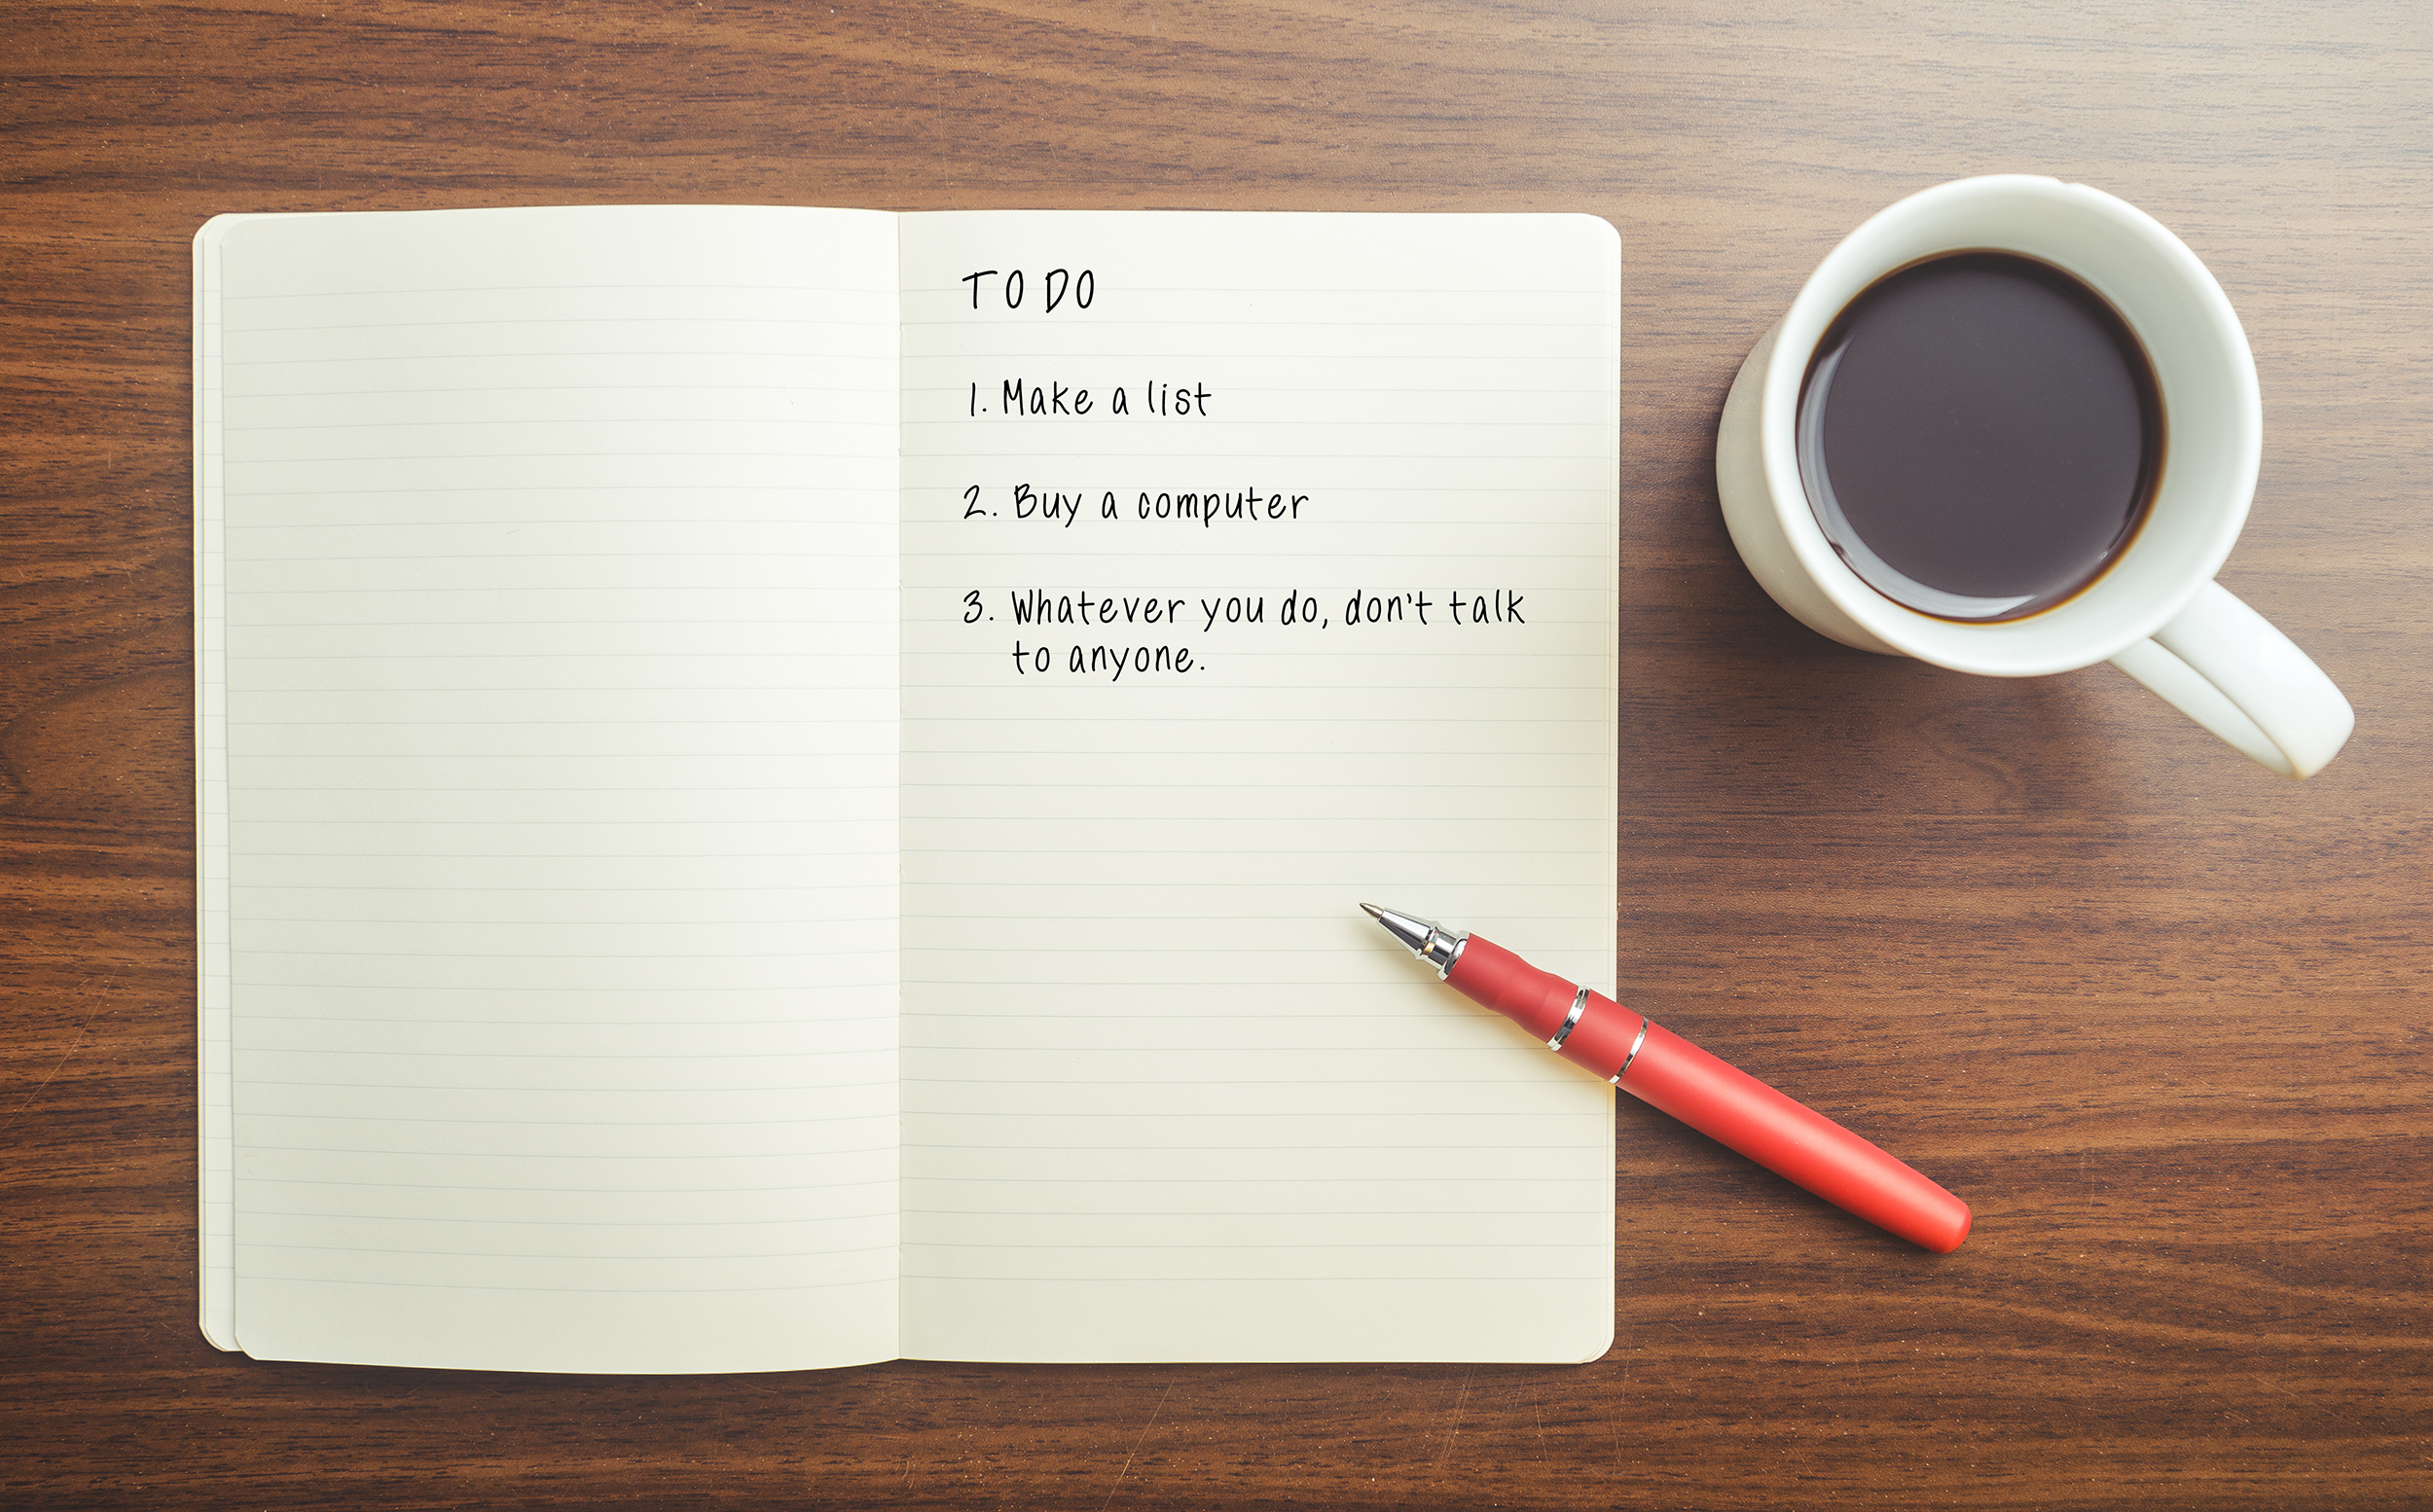 TO DO
1. Make a list
2. Buy a computer
3. Whatever you do, don't talk
to anyone.